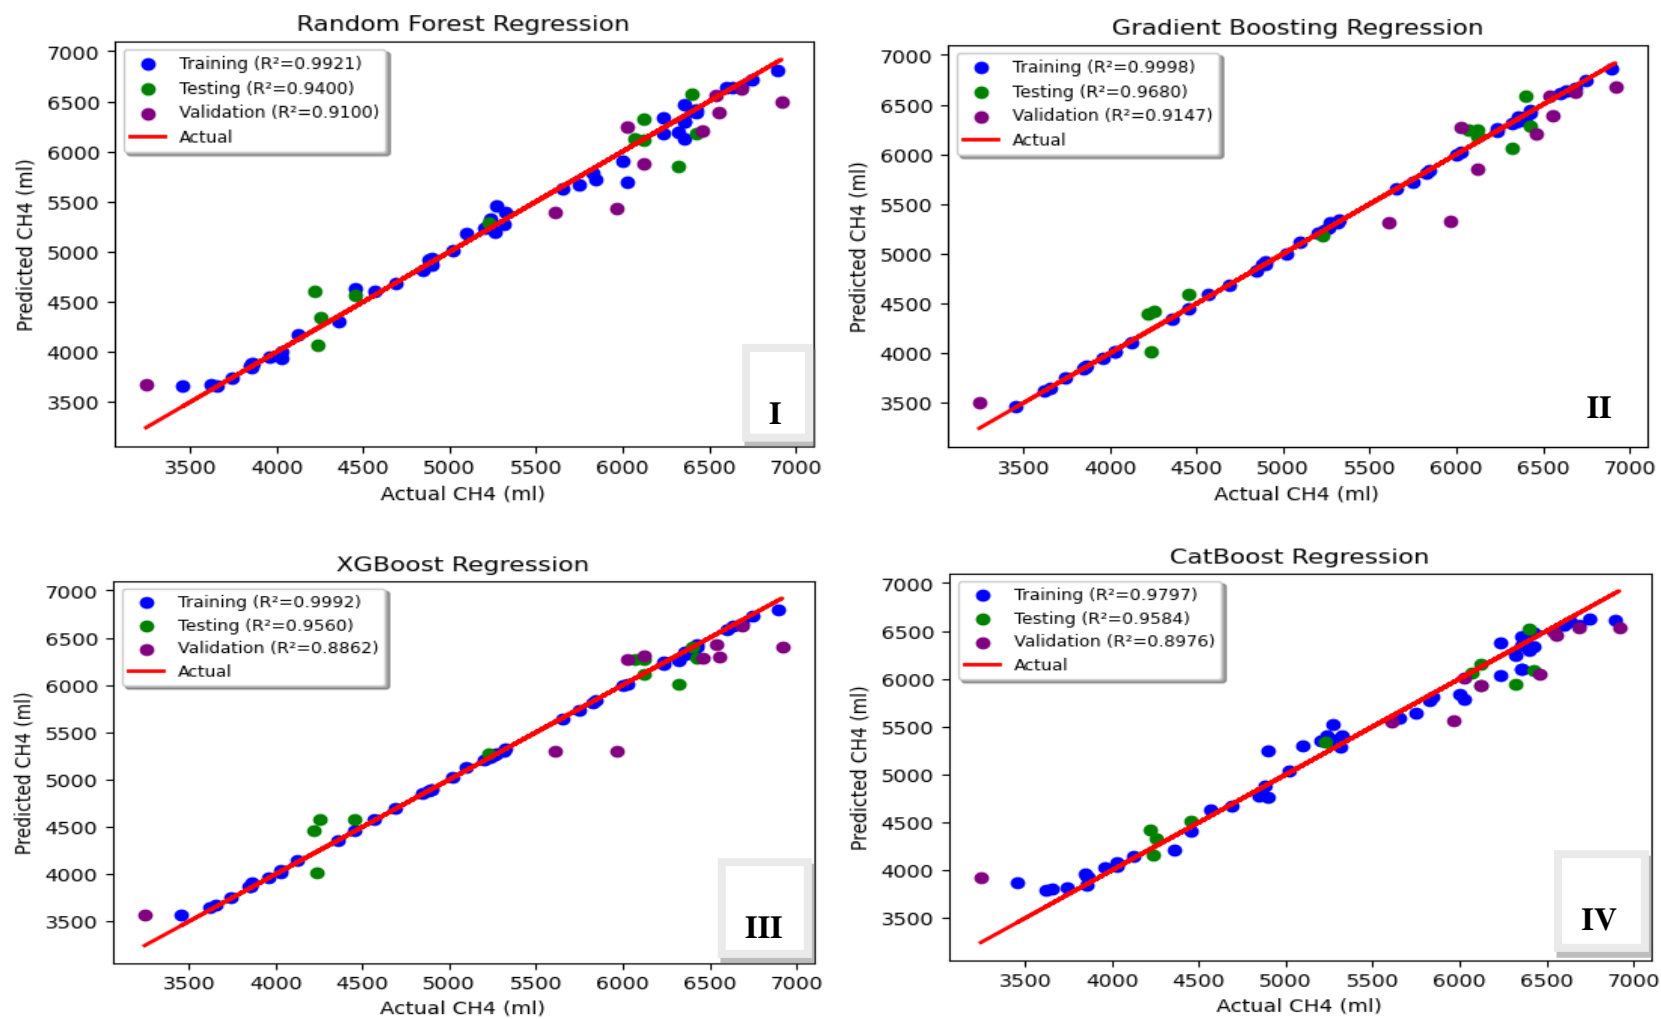 Random Forest Regression
Training (R²=0.9921)
Testing (R²=0.9400)
Validation (R²=0.9100)
Actual
Predicted CH4 (ml)
7000
6500
6000
5500
5000
4500
4000
3500
I
3500 4000 4500 5000 5500 6000 6500 7000
Actual CH4 (ml)
Gradient Boosting Regression
Training (R²=0.9998)
Testing (R²=0.9680)
Validation (R²=0.9147)
Actual
Predicted CH4 (ml)
7000
6500
6000
5500
5000
4500
4000
3500
II
3500 4000 4500 5000 5500 6000 6500 7000
Actual CH4 (ml)
XGBoost Regression
Training (R²=0.9992)
Testing (R²=0.9560)
Validation (R²=0.8862)
Actual
Predicted CH4 (ml)
7000
6500
6000
5500
5000
4500
4000
3500
III
3500 4000 4500 5000 5500 6000 6500 7000
Actual CH4 (ml)
CatBoost Regression
Training (R²=0.9797)
Testing (R²=0.9584)
Validation (R²=0.8976)
Actual
Predicted CH4 (ml)
7000
6500
6000
5500
5000
4500
4000
3500
IV
3500 4000 4500 5000 5500 6000 6500 7000
Actual CH4 (ml)